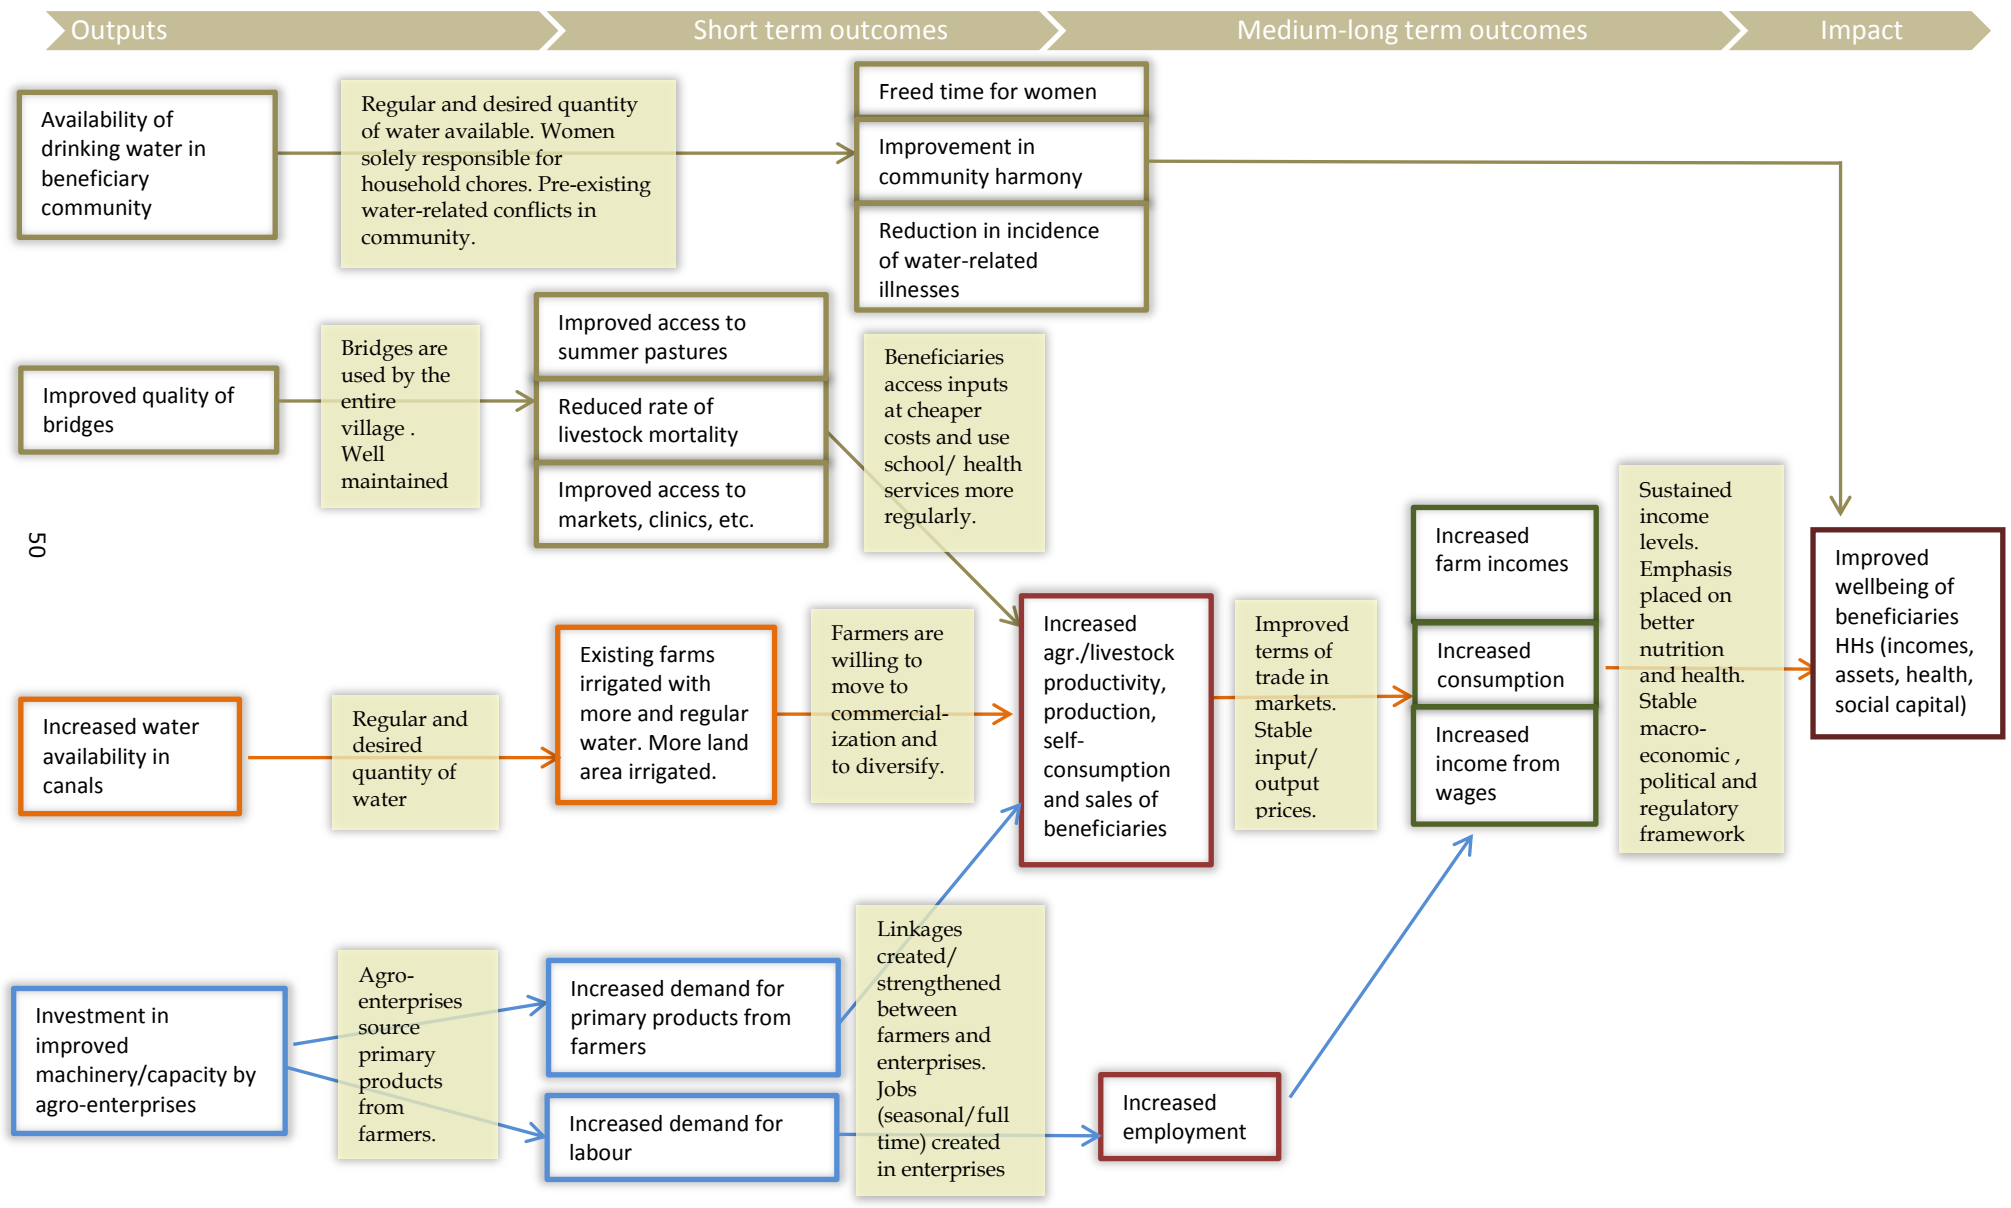 Outputs
Short term outcomes
Medium-long term outcomes
Impact
Availability of
drinking water in
beneficiary
community
Regular and desired quantity
of water available. Women
solely responsible for
household chores. Pre-existing
water-related conflicts in
community.
Freed time for women
Improvement in
community harmony
Reduction in incidence
of water-related
illnesses
Improved quality of
bridges
Bridges are
used by the
entire
village .
Well
maintained
Improved access to
summer pastures
Reduced rate of
livestock mortality
Improved access to
markets, clinics, etc.
Beneficiaries
access inputs
at cheaper
costs and use
school/ health
services more
regularly.
50
Increased water
availability in
canals
Regular and
desired
quantity of
water
Existing farms
irrigated with
more and regular
water. More land
area irrigated.
Farmers are
willing to
move to
commercial-
ization and
to diversify.
Increased
agr./livestock
productivity,
production,
self-
consumption
and sales of
beneficiaries
Improved
terms of
trade in
markets.
Stable
input/
output
prices.
Increased
farm incomes
Increased
consumption
Increased
income from
wages
Sustained
income
levels.
Emphasis
placed on
better
nutrition
and health.
Stable
macro-
economic ,
political and
regulatory
framework
Improved
wellbeing of
beneficiaries
HHs (incomes,
assets, health,
social capital)
Investment in
improved
machinery/capacity by
agro-enterprises
Agro-
enterprises
source
primary
products
from
farmers.
Increased demand for
primary products from
farmers
Increased demand for
labour
Linkages
created/
strengthened
between
farmers and
enterprises.
Jobs
(seasonal/full
time) created
in enterprises
Increased
employment